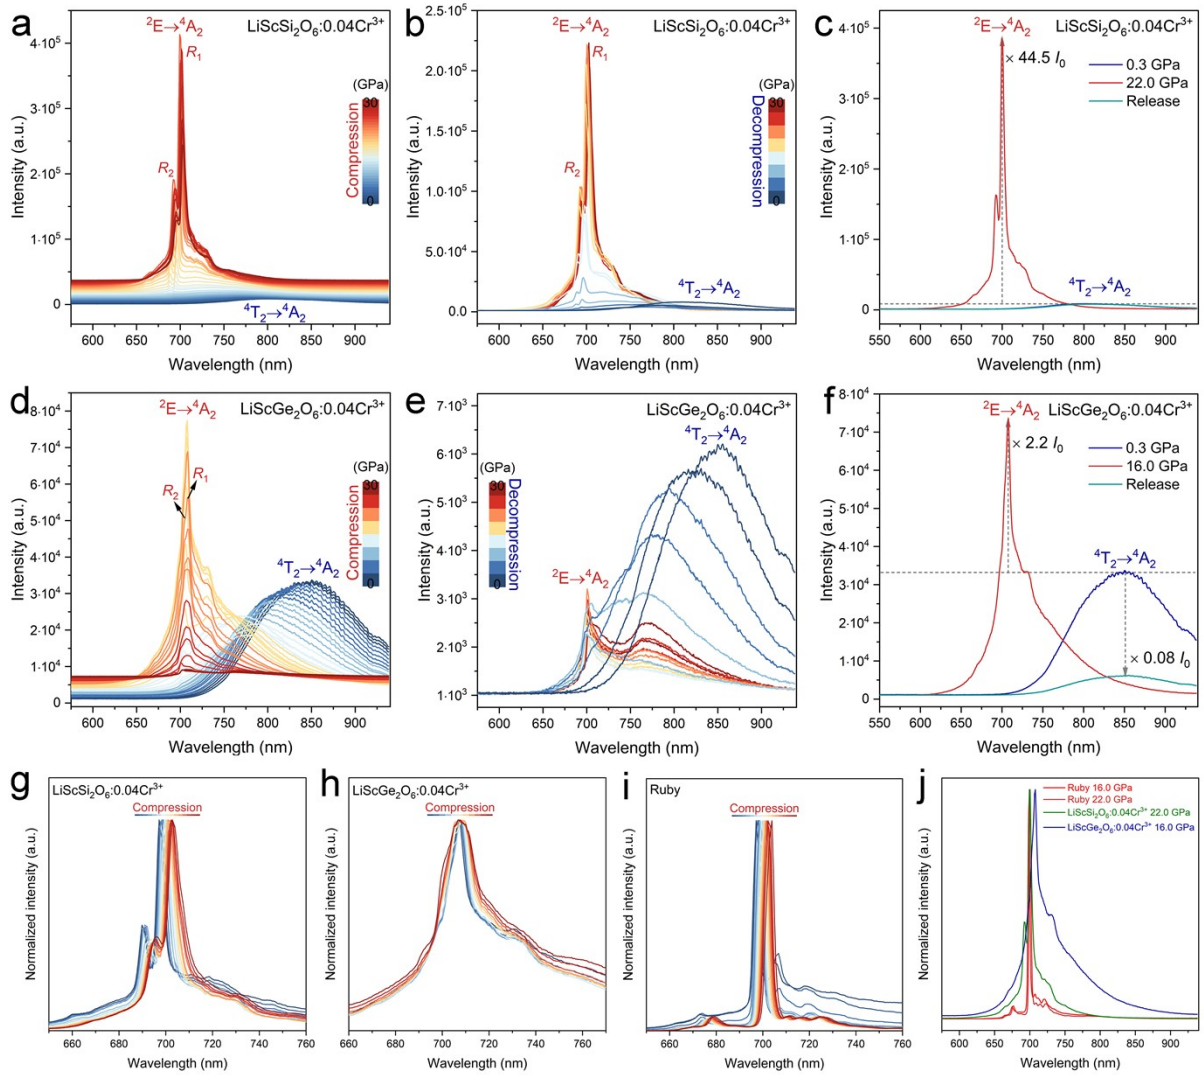 a
²E→⁴A₂
LiScSi₂O₆:0.04Cr³⁺
R₁
R₂
(GPa)
30
Compression
0
⁴T₂→⁴A₂
4·10⁵
3·10⁵
2·10⁵
1·10⁵
0
Intensity (a.u.)
600 650 700 750 800 850 900
Wavelength (nm)
b
²E→⁴A₂
LiScSi₂O₆:0.04Cr³⁺
R₁
R₂
(GPa)
30
Decompression
0
⁴T₂→⁴A₂
2.5·10⁵
2.0·10⁵
1.5·10⁵
1.0·10⁵
5.0·10⁴
0.0
Intensity (a.u.)
600 650 700 750 800 850 900
Wavelength (nm)
c
LiScSi₂O₆:0.04Cr³⁺
× 44.5 I₀
0.3 GPa
22.0 GPa
Release
⁴T₂→⁴A₂
4·10⁵
3·10⁵
2·10⁵
1·10⁵
0
Intensity (a.u.)
550 600 650 700 750 800 850 900
Wavelength (nm)
d
²E→⁴A₂
LiScGe₂O₆:0.04Cr³⁺
R₁
R₂
(GPa)
30
Compression
0
⁴T₂→⁴A₂
8·10⁴
7·10⁴
6·10⁴
5·10⁴
4·10⁴
3·10⁴
2·10⁴
1·10⁴
0
Intensity (a.u.)
600 650 700 750 800 850 900
Wavelength (nm)
e
LiScGe₂O₆:0.04Cr³⁺
⁴T₂→⁴A₂
(GPa)
30
Decompression
0
²E→⁴A₂
7·10³
6·10³
5·10³
4·10³
3·10³
2·10³
1·10³
Intensity (a.u.)
600 650 700 750 800 850 900
Wavelength (nm)
f
²E→⁴A₂
LiScGe₂O₆:0.04Cr³⁺
× 2.2 I₀
0.3 GPa
16.0 GPa
Release
⁴T₂→⁴A₂
× 0.08 I₀
8·10⁴
7·10⁴
6·10⁴
5·10⁴
4·10⁴
3·10⁴
2·10⁴
1·10⁴
0
Intensity (a.u.)
550 600 650 700 750 800 850 900
Wavelength (nm)
g
LiScSi₂O₆:0.04Cr³⁺
Compression
Normalized intensity (a.u.)
660 680 700 720 740 760
Wavelength (nm)
h
LiScGe₂O₆:0.04Cr³⁺
Compression
Normalized intensity (a.u.)
660 680 700 720 740 760
Wavelength (nm)
i
Ruby
Compression
Normalized intensity (a.u.)
660 680 700 720 740 760
Wavelength (nm)
j
Ruby 16.0 GPa
Ruby 22.0 GPa
LiScSi₂O₆:0.04Cr³⁺ 22.0 GPa
LiScGe₂O₆:0.04Cr³⁺ 16.0 GPa
Normalized intensity (a.u.)
600 650 700 750 800 850 900
Wavelength (nm)